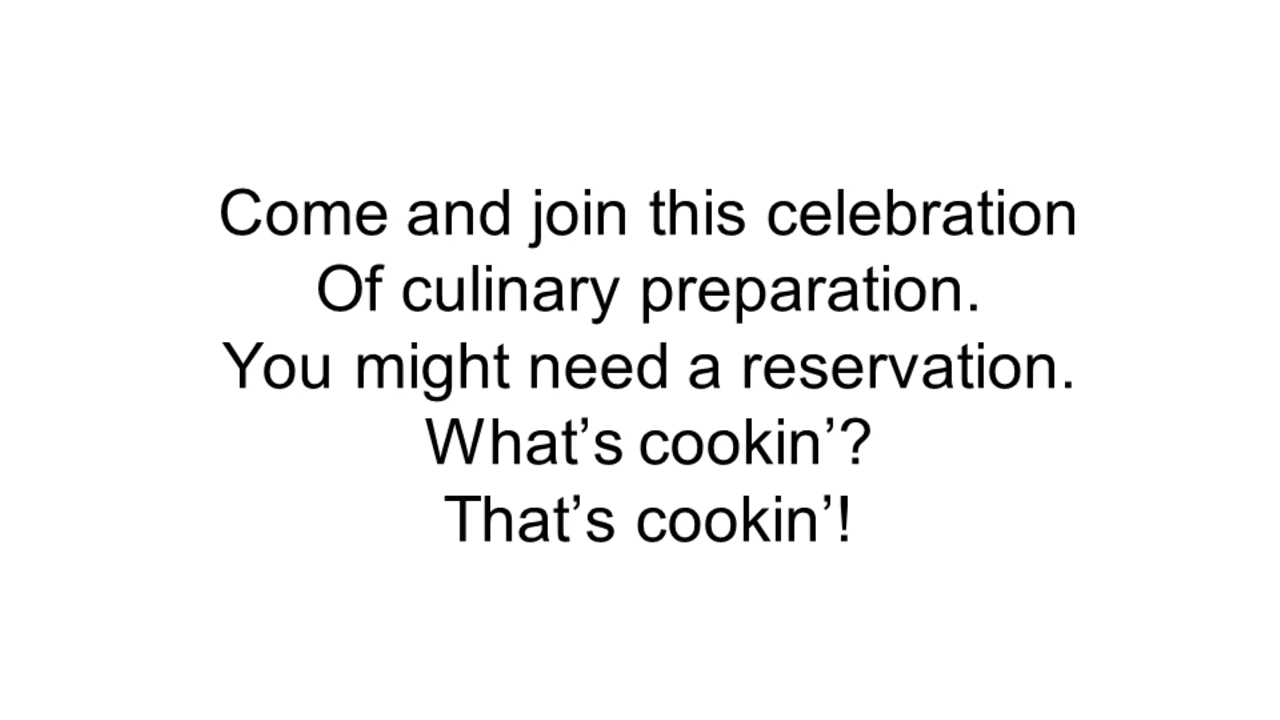 Come and join this celebration
Of culinary preparation.
You might need a reservation.
What’s cookin’?
That’s cookin’!